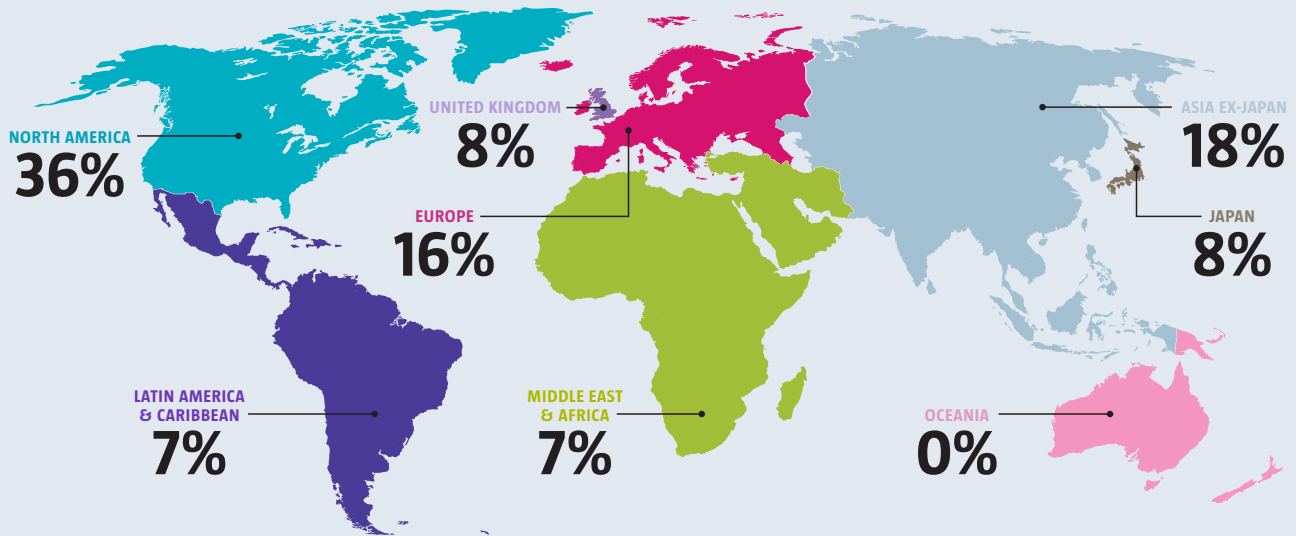 UNITED KINGDOM
8%
ASIA EX-JAPAN
18%
NORTH AMERICA
36%
EUROPE
16%
JAPAN
8%
LATIN AMERICA
& CARIBBEAN
7%
MIDDLE EAST
& AFRICA
7%
OCEANIA
0%